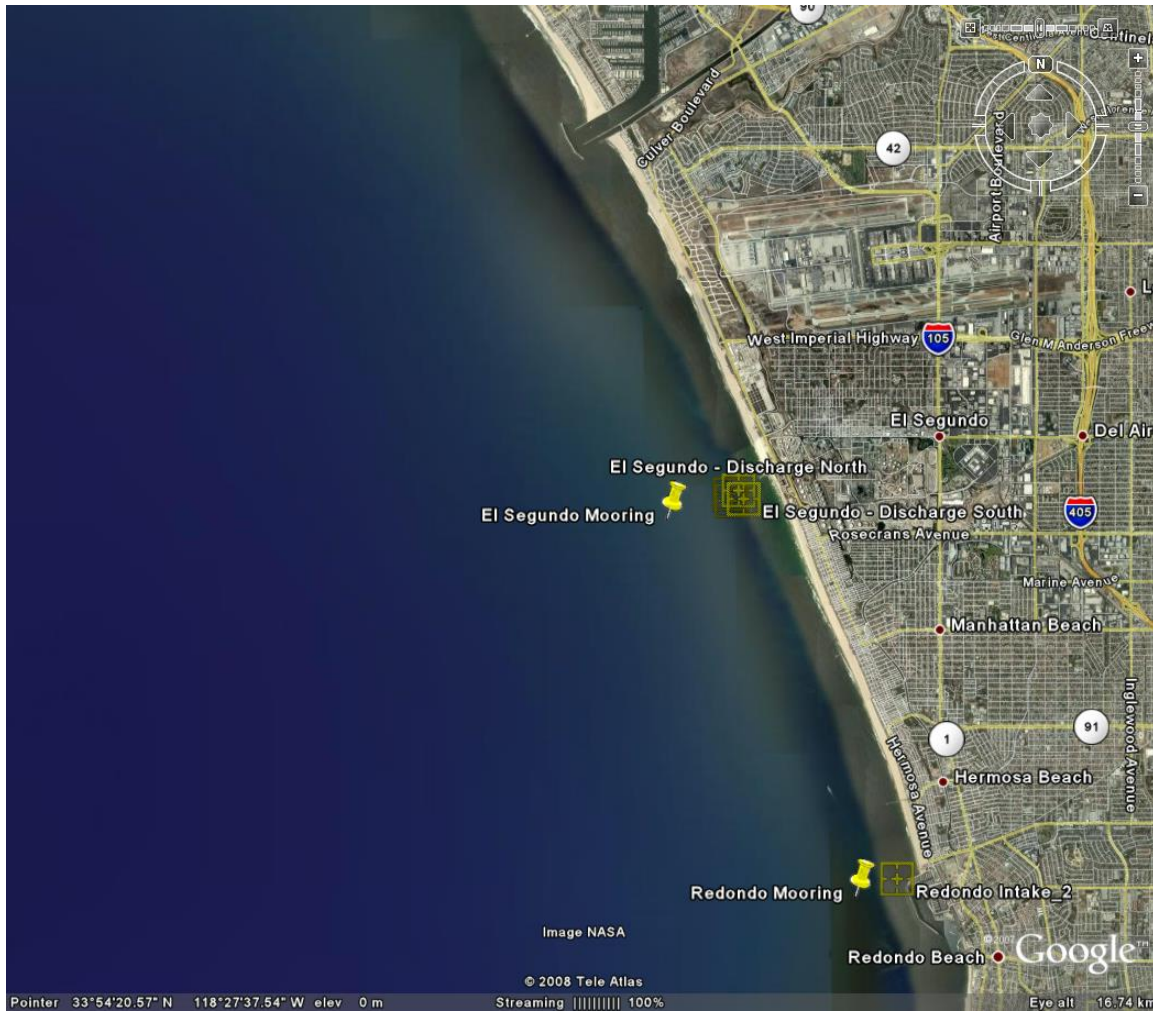 90
Culver Boulevard
N
42
Airport Boulevard
West Imperial Highway
105
Glen M Anderson Freew
El Segundo
Del Air
El Segundo - Discharge North
El Segundo Mooring
El Segundo - Discharge South
405
Rosecrans Avenue
Marine Avenue
Manhattan Beach
Inglewood Avenue
1
91
Hermosa Avenue
Hermosa Beach
Redondo Mooring
Redondo Intake_2
Image NASA
© 2007 Google™
Redondo Beach
© 2008 Tele Atlas
Pointer 33°54'20.57" N 118°27'37.54" W elev 0 m Streaming ||||||||| 100% Eye alt 16.74 km